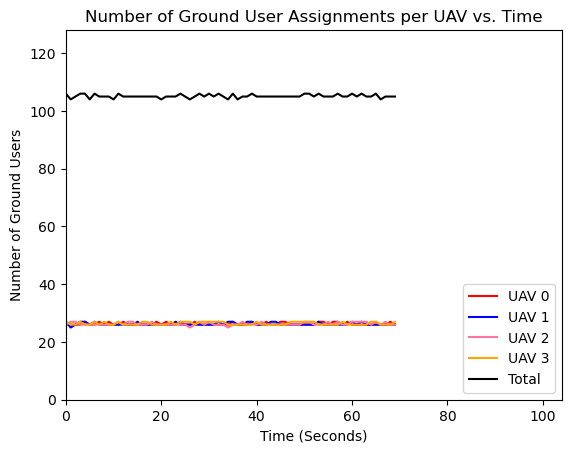 Number of Ground User Assignments per UAV vs. Time
120
100
80
60
40
20
0
Number of Ground Users
0 20 40 60 80 100
Time (Seconds)
UAV 0
UAV 1
UAV 2
UAV 3
Total